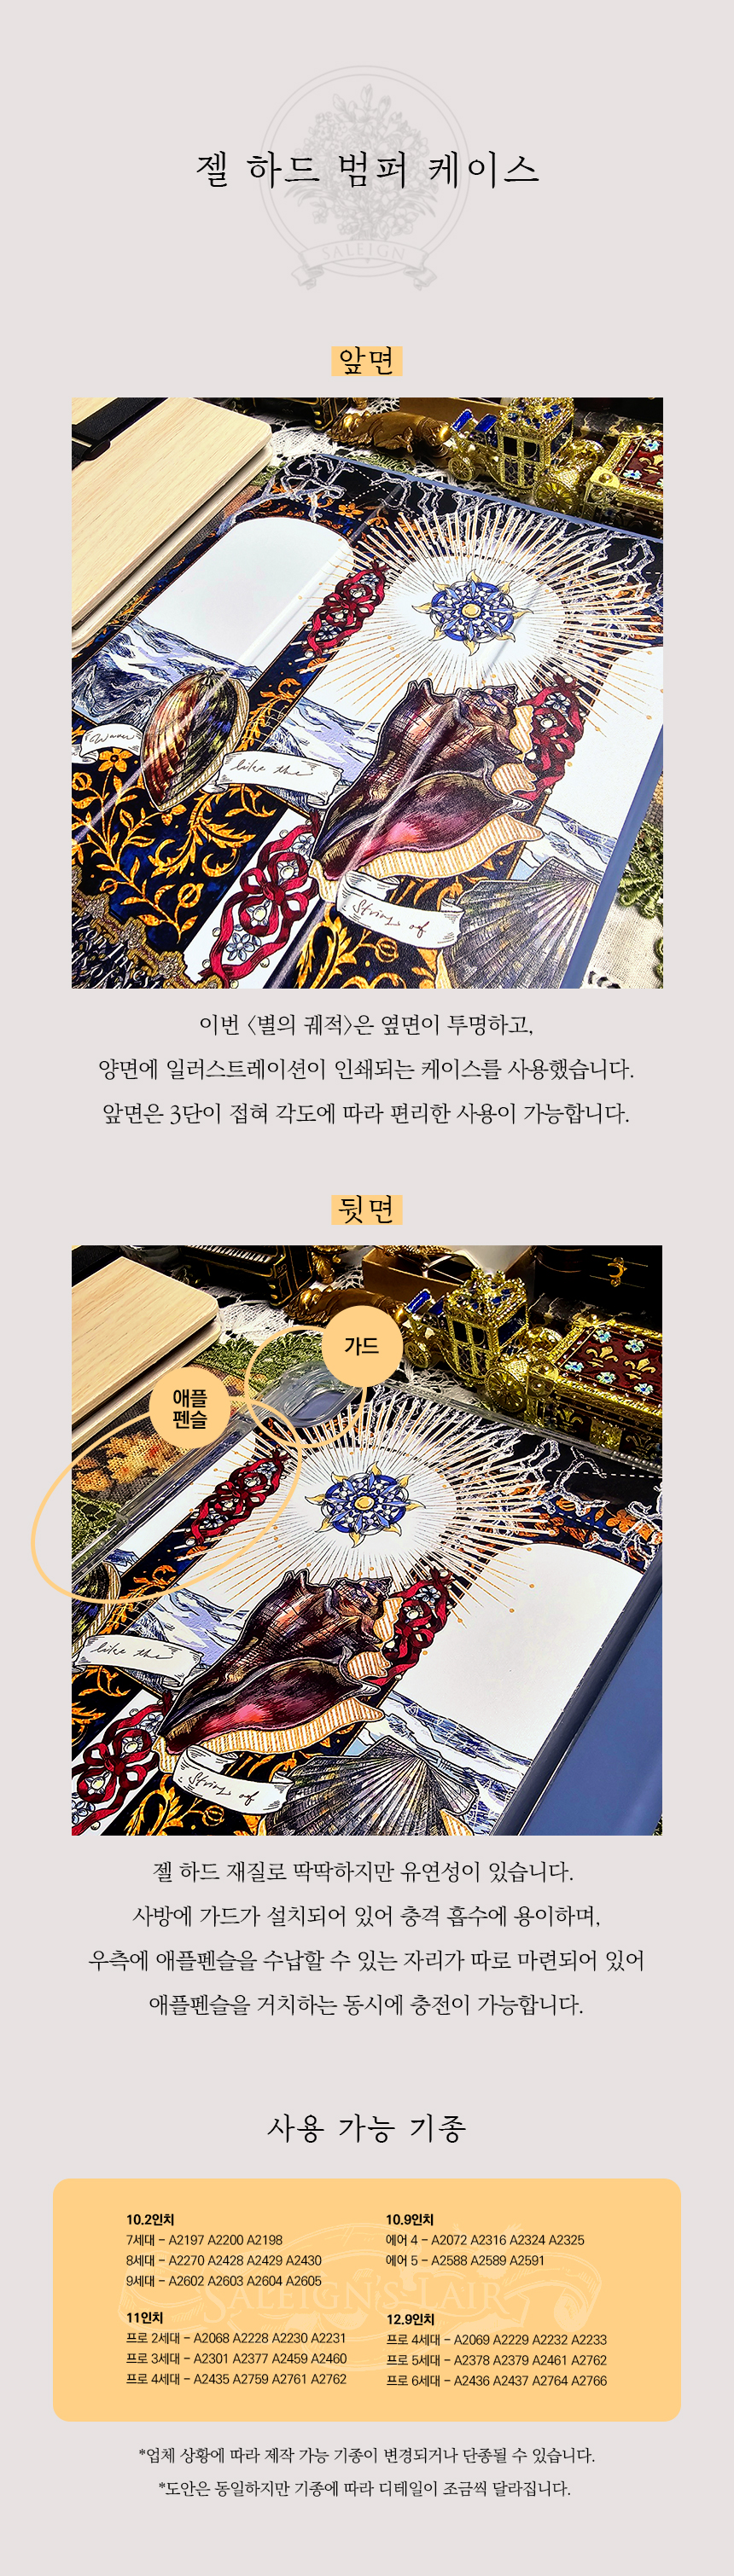 젤 하드 범퍼 케이스
SALEIGN
앞면
Waves
like the
String of
이번 〈별의 궤적〉은 옆면이 투명하고,
양면에 일러스트레이션이 인쇄되는 케이스를 사용했습니다.
앞면은 3단이 접혀 각도에 따라 편리한 사용이 가능합니다.
뒷면
가드
애플
펜슬
like the
String of
젤 하드 재질로 딱딱하지만 유연성이 있습니다.
사방에 가드가 설치되어 있어 충격 흡수에 용이하며,
우측에 애플펜슬을 수납할 수 있는 자리가 따로 마련되어 있어
애플펜슬을 거치하는 동시에 충전이 가능합니다.
사용 가능 기종
SALEIGN'S LAIR
10.2인치
7세대 – A2197 A2200 A2198
8세대 – A2270 A2428 A2429 A2430
9세대 – A2602 A2603 A2604 A2605
10.9인치
에어 4 – A2072 A2316 A2324 A2325
에어 5 – A2588 A2589 A2591
11인치
프로 2세대 – A2068 A2228 A2230 A2231
프로 3세대 – A2301 A2377 A2459 A2460
프로 4세대 – A2435 A2759 A2761 A2762
12.9인치
프로 4세대 – A2069 A2229 A2232 A2233
프로 5세대 – A2378 A2379 A2461 A2762
프로 6세대 – A2436 A2437 A2764 A2766
*업체 상황에 따라 제작 가능 기종이 변경되거나 단종될 수 있습니다.
*도안은 동일하지만 기종에 따라 디테일이 조금씩 달라집니다.